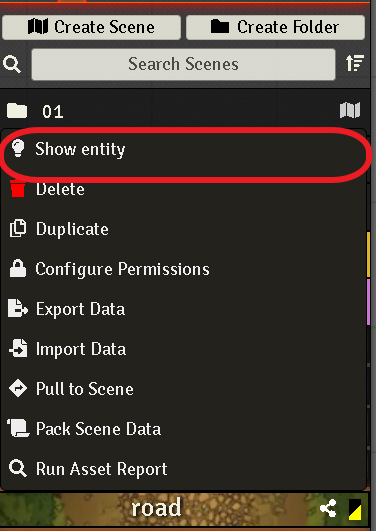 Create Scene
Create Folder
Search Scenes
01
Show entity
Delete
Duplicate
Configure Permissions
Export Data
Import Data
Pull to Scene
Pack Scene Data
Run Asset Report
road